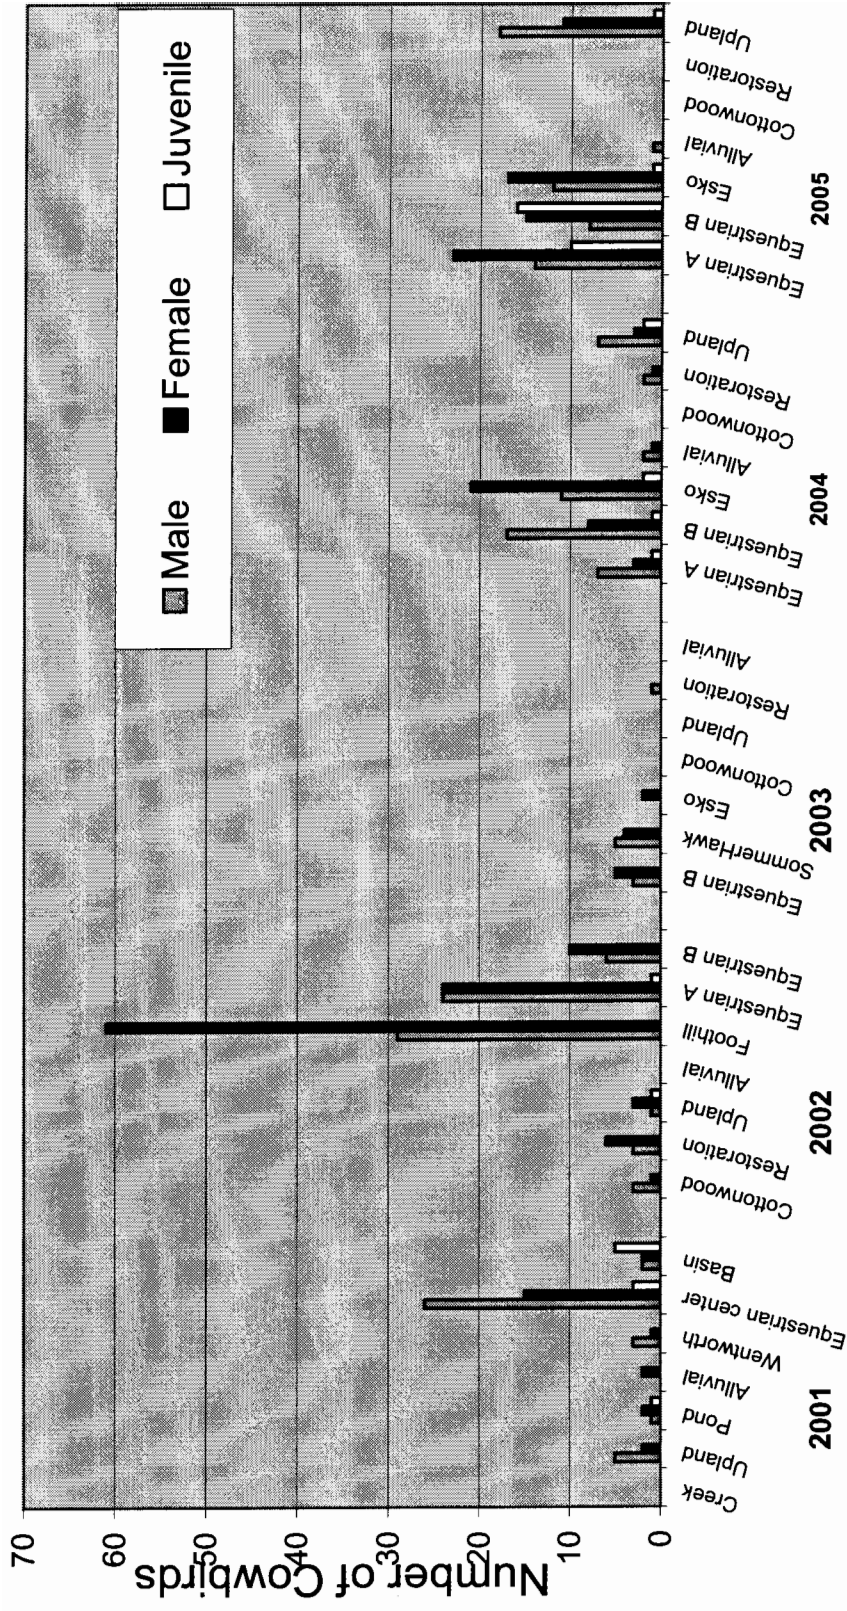 Number of Cowbirds
70
60
50
40
30
20
10
0
Male
Female
Juvenile
Creek
Upland
Pond
Alluvial
Wentworth
Equestrian center
Basin
Cottonwood
Restoration
Upland
Alluvial
Foothill
Equestrian A
Equestrian B
Equestrian B
SommerHawk
Esko
Cottonwood
Upland
Restoration
Alluvial
Equestrian A
Equestrian B
Esko
Alluvial
Cottonwood
Restoration
Upland
Equestrian A
Equestrian B
Esko
Alluvial
Cottonwood
Restoration
Upland
2001
2002
2003
2004
2005